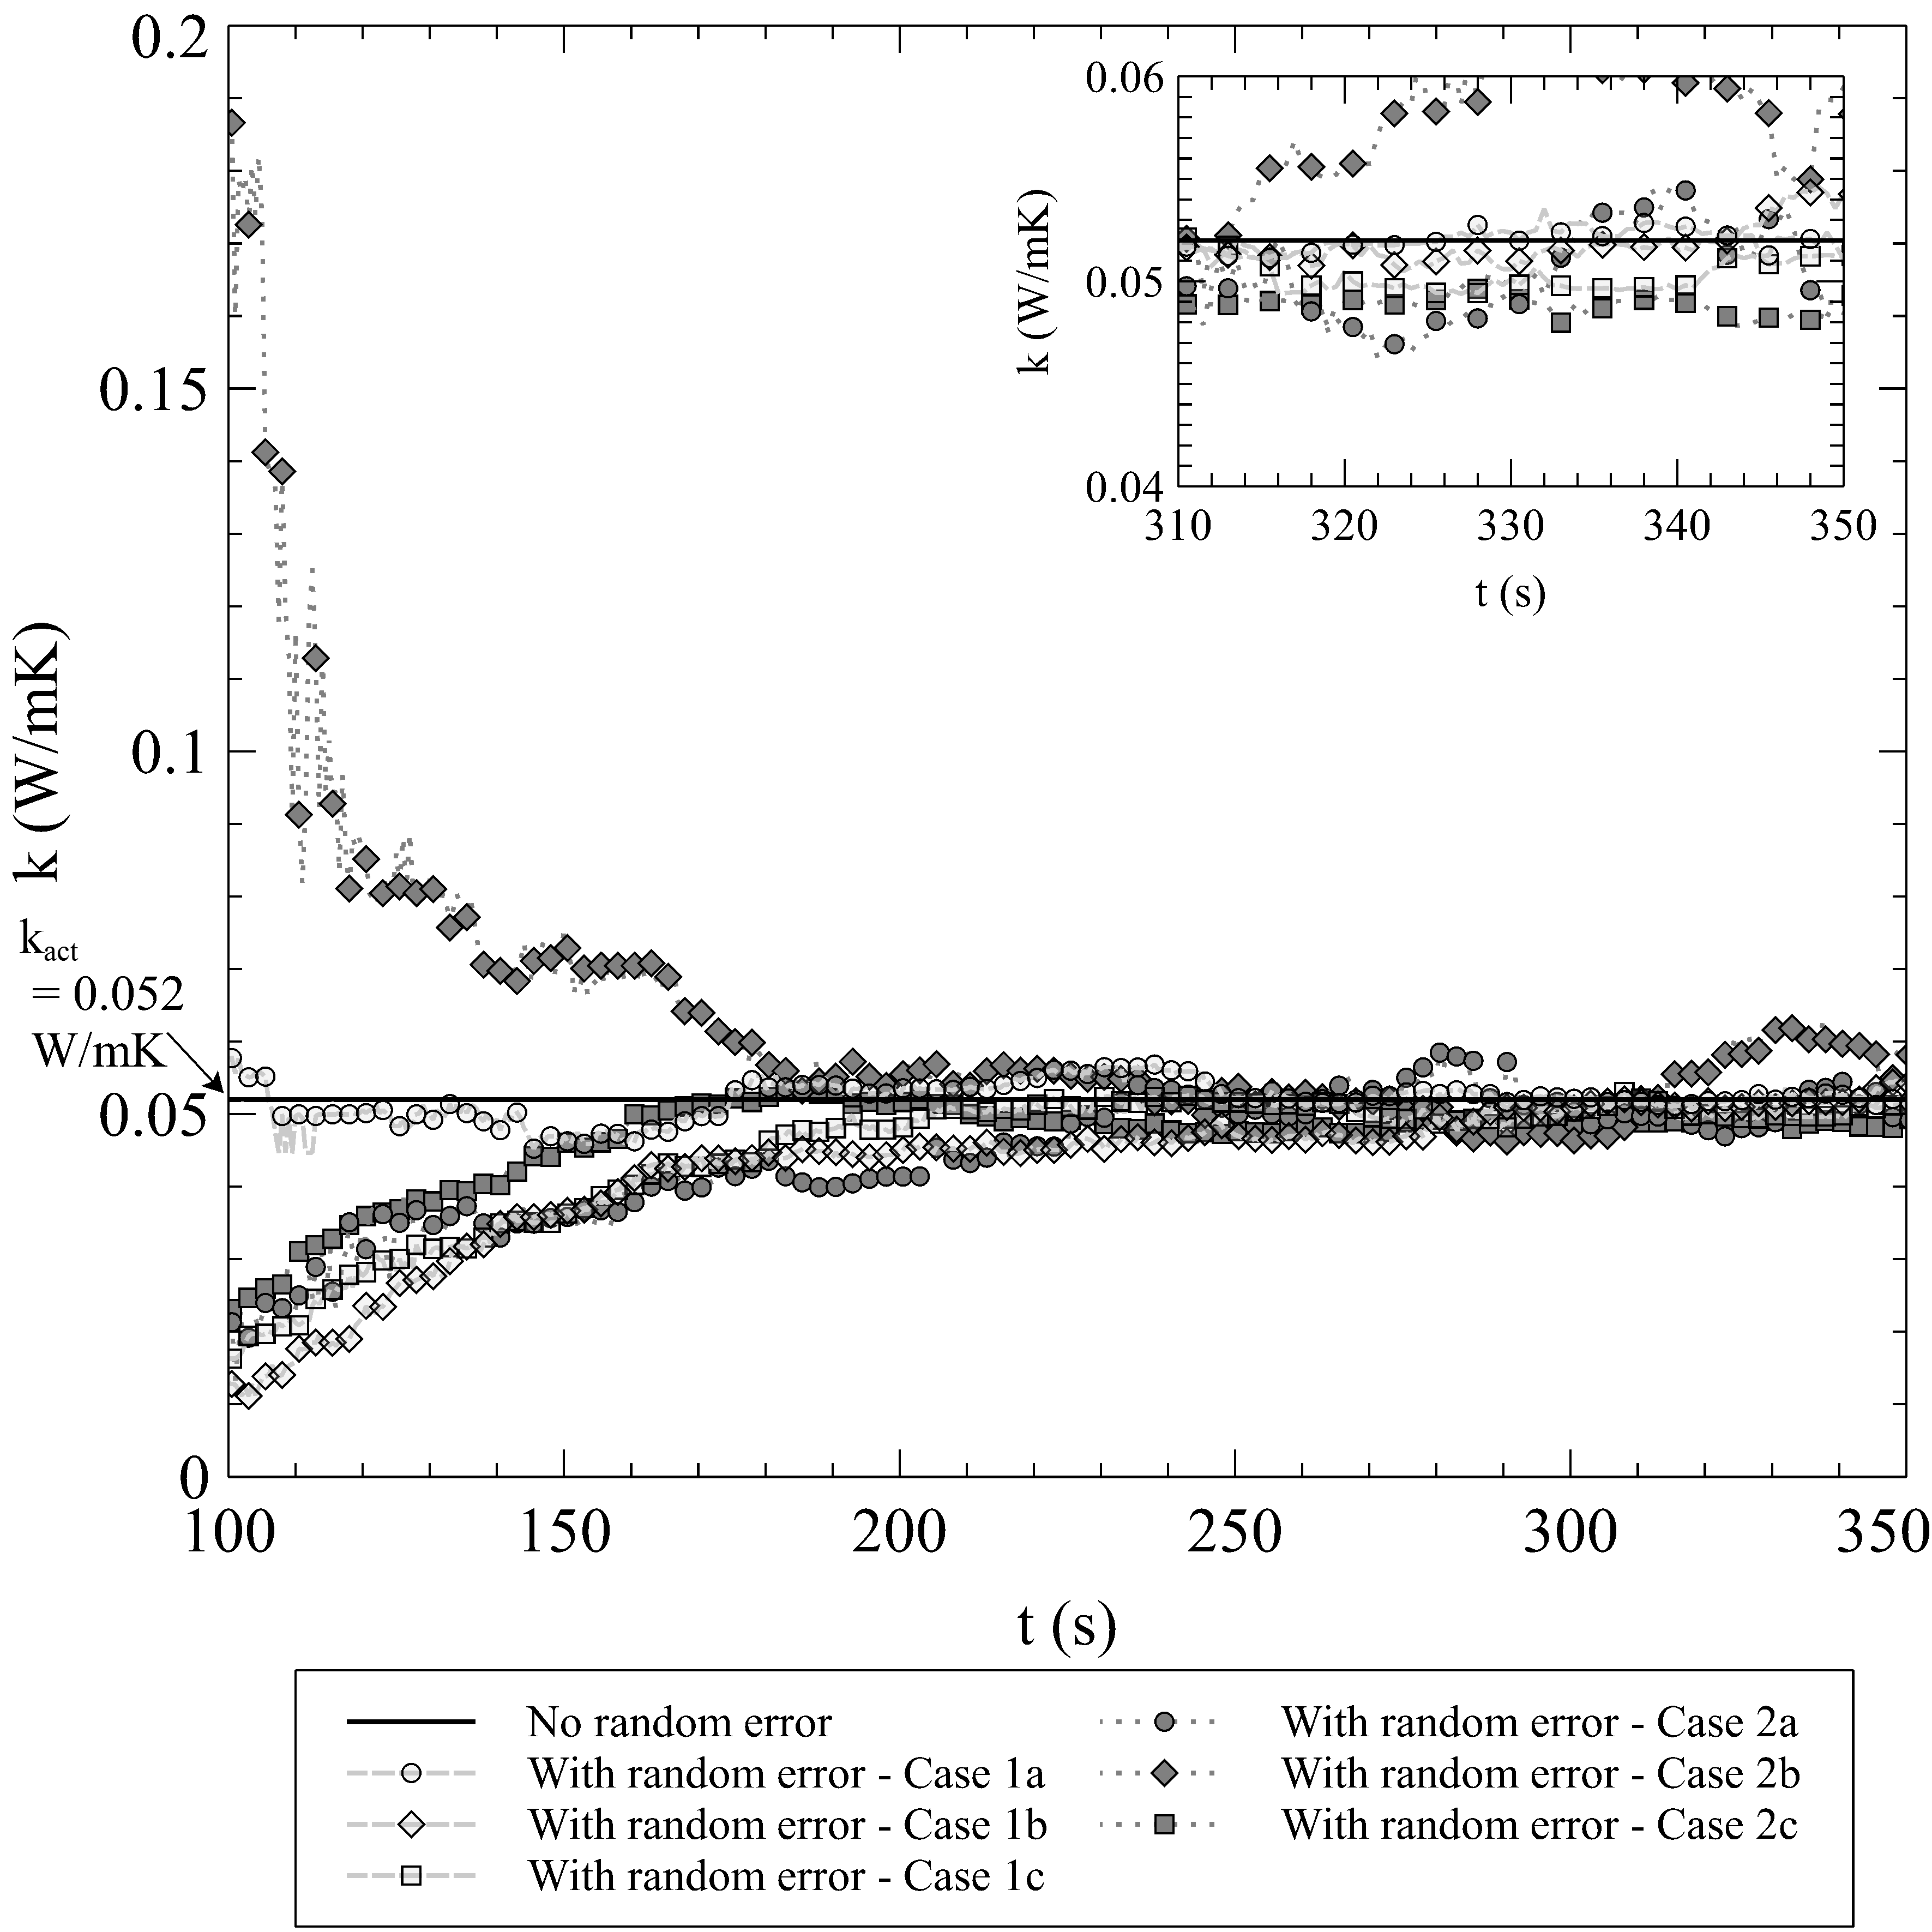 0.2
0.15
0.1
0.05
0
k (W/mK)
k_act
= 0.052
W/mK
100
150
200
250
300
350
t (s)
0.06
0.05
0.04
k (W/mK)
310
320
330
340
350
t (s)
No random error
With random error - Case 1a
With random error - Case 1b
With random error - Case 1c
With random error - Case 2a
With random error - Case 2b
With random error - Case 2c